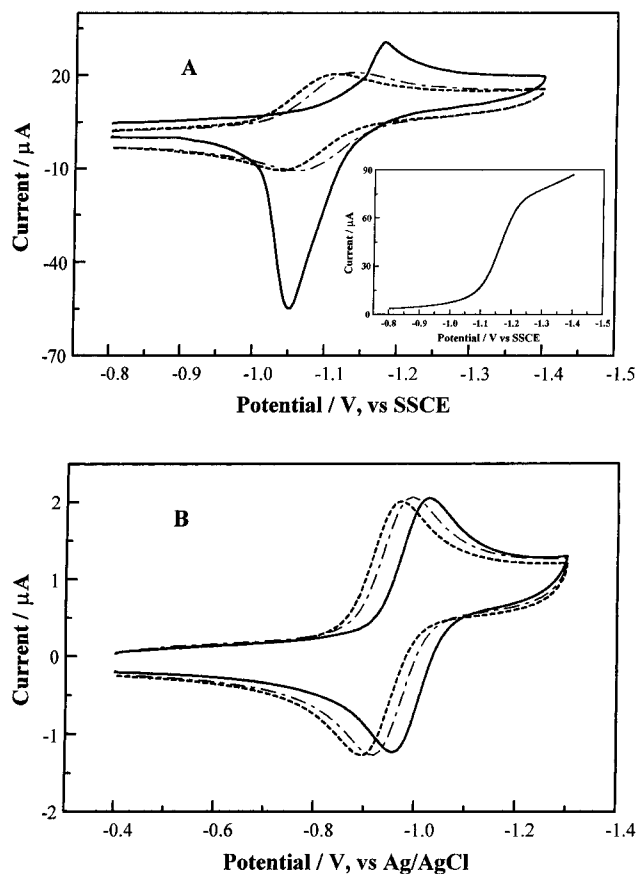 A
20
-10
-40
-70
Current / μA
-0.8 -0.9 -1.0 -1.1 -1.2 -1.3 -1.4 -1.5
Potential / V, vs SSCE
90
60
30
0
Current / μA
-0.8 -0.9 -1.0 -1.1 -1.2 -1.3 -1.4 -1.5
Potential / V vs SSCE
B
2
1
0
-1
-2
Current / μA
-0.4 -0.6 -0.8 -1.0 -1.2 -1.4
Potential / V, vs Ag/AgCl